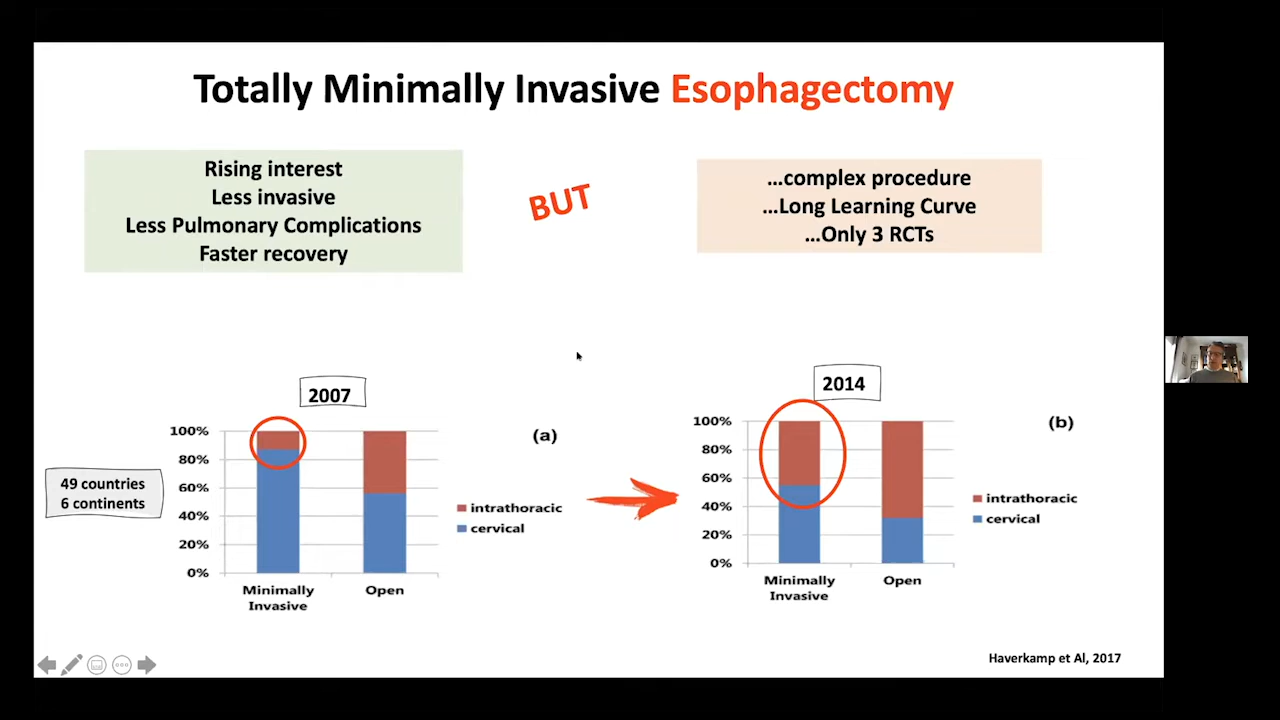 Totally Minimally Invasive Esophagectomy
Rising interest
Less invasive
Less Pulmonary Complications
Faster recovery
BUT
...complex procedure
...Long Learning Curve
...Only 3 RCTs
49 countries
6 continents
2007
100%
80%
60%
40%
20%
0%
Minimally
Invasive
Open
(a)
intrathoracic
cervical
2014
100%
80%
60%
40%
20%
0%
Minimally
Invasive
Open
(b)
intrathoracic
cervical
Haverkamp et Al, 2017